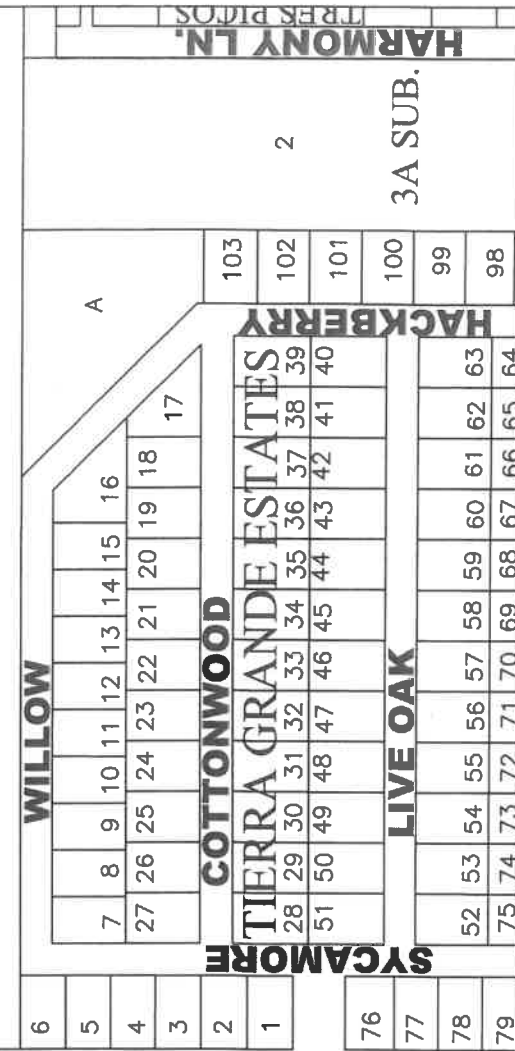 TRES PICOS
HARMONY LN.
2
3A SUB.
103
102
101
100
99
98
A
HACKBERRY
WILLOW
7 8 9 10 11 12 13 14 15 16
27 26 25 24 23 22 21 20 19 18 17
COTTONWOOD
TIERRA GRANDE ESTATES
28 29 30 31 32 33 34 35 36 37 38 39
51 50 49 48 47 46 45 44 43 42 41 40
LIVE OAK
52 53 54 55 56 57 58 59 60 61 62 63
75 74 73 72 71 70 69 68 67 66 65 64
SYCAMORE
6
5
4
3
2
1
76
77
78
79